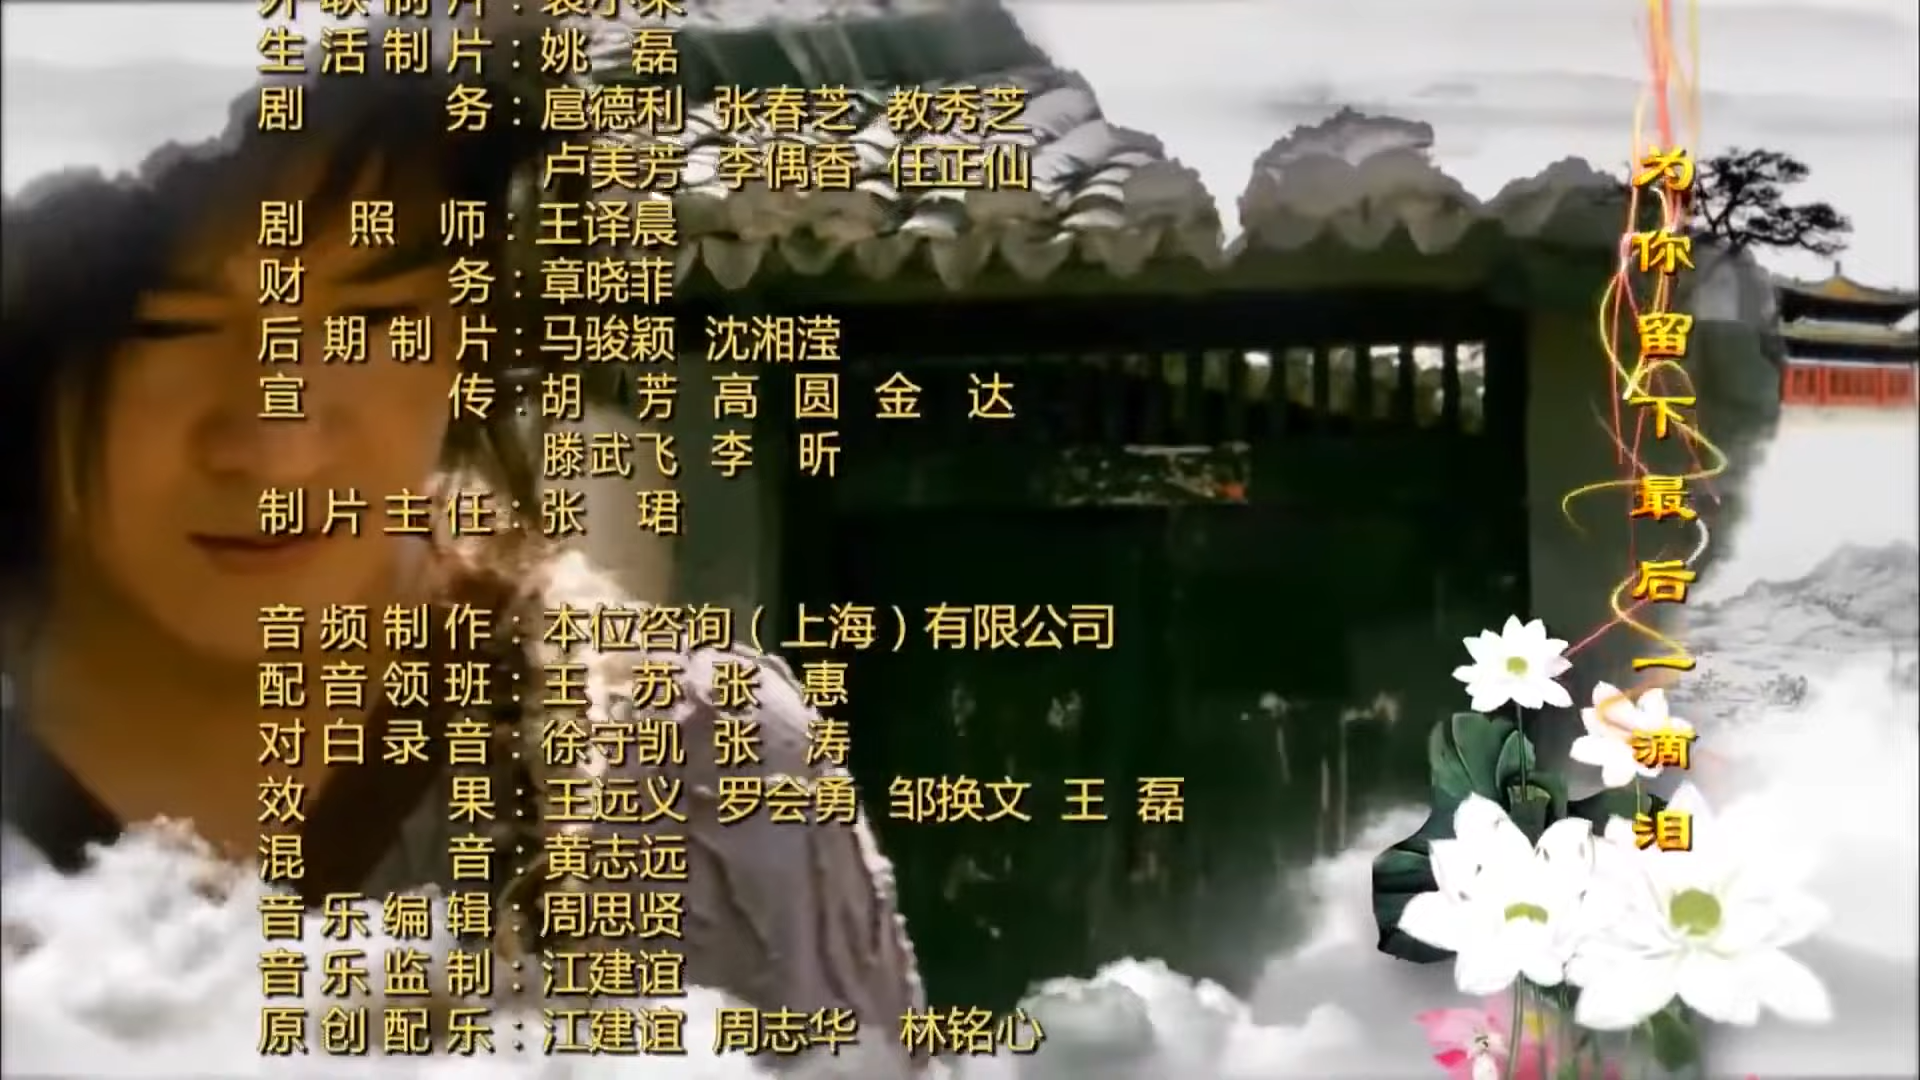 生活制片：姚 磊
剧 务：扈德利 张春芝 教秀芝
卢美芳 李偶香 任正仙
剧照师：王译晨
财 务：章晓菲
后期制片：马骏颖 沈湘滢
宣 传：胡 芳 高 圆 金 达
滕武飞 李 昕
制片主任：张 珺
音频制作：本位咨询（上海）有限公司
配音领班：王 苏 张 惠
对白录音：徐守凯 张 涛
效 果：王远义 罗会勇 邹换文 王 磊
混 音：黄志远
音乐编辑：周思贤
音乐监制：江建谊
原创配乐：江建谊 周志华 林铭心
为你留下最后一滴泪